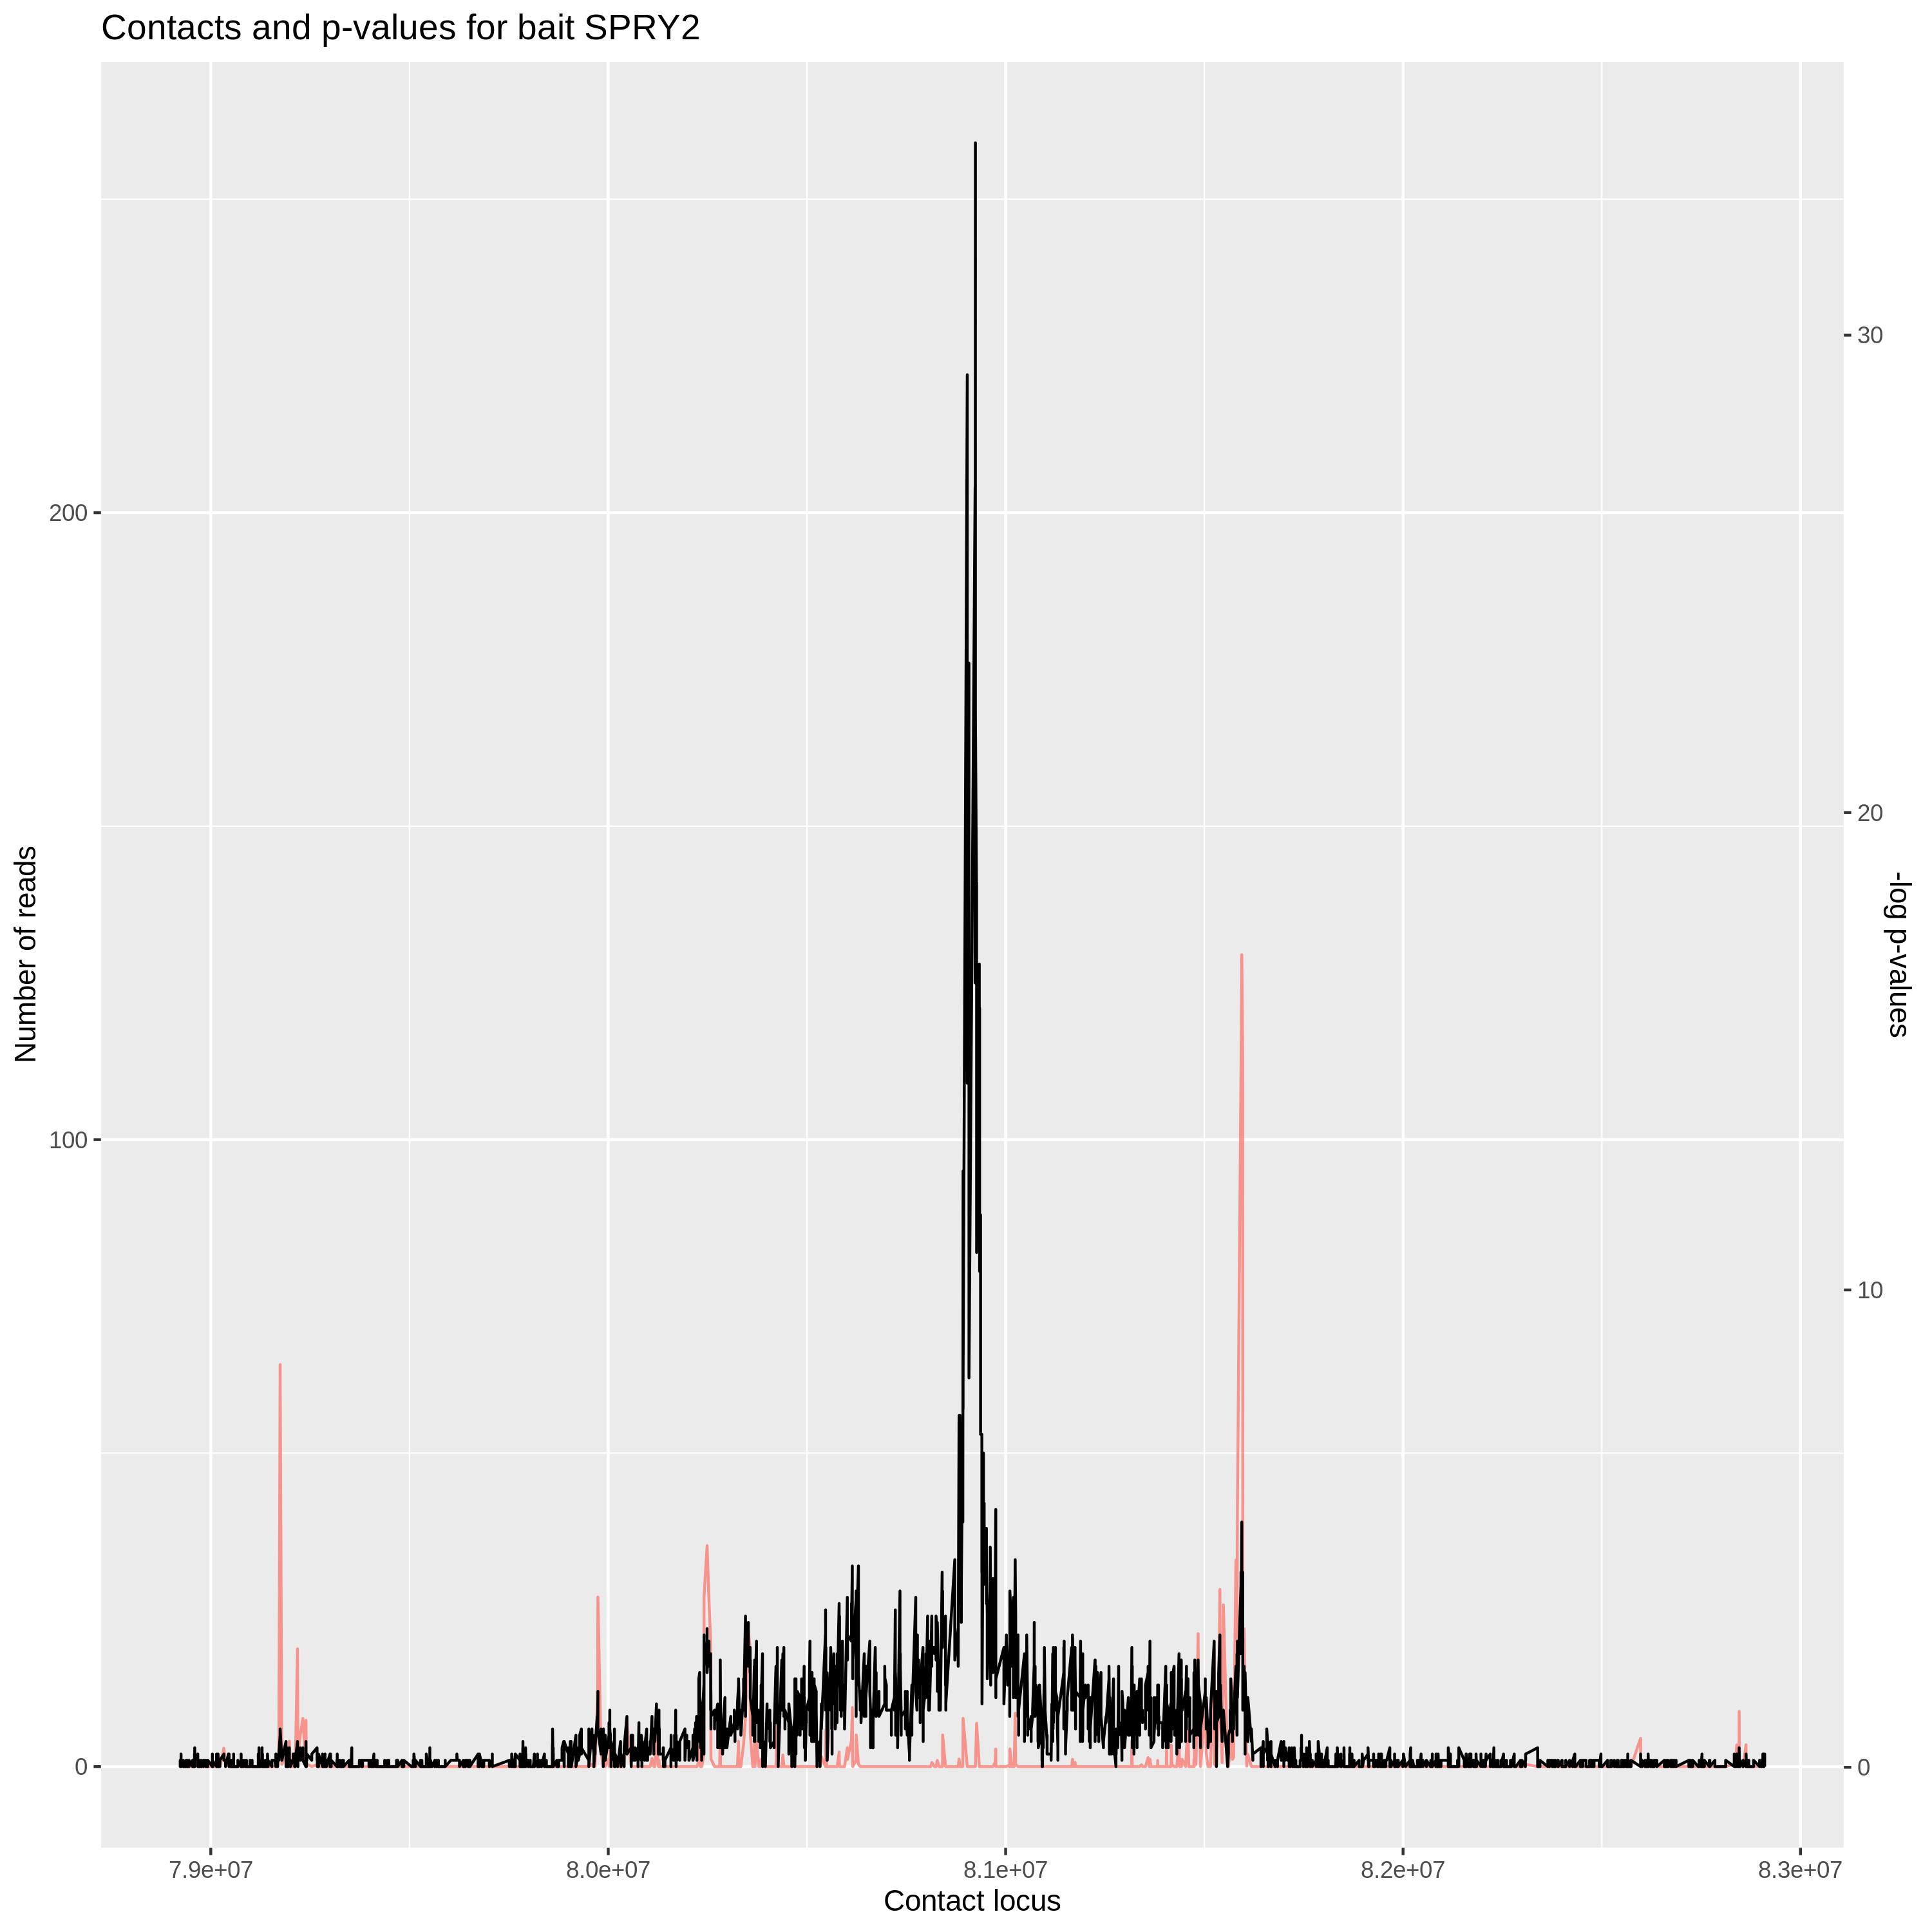 Contacts and p-values for bait SPRY2
Number of reads
200
100
0
30
20
10
0
-log p-values
7.9e+07
8.0e+07
8.1e+07
8.2e+07
8.3e+07
Contact locus